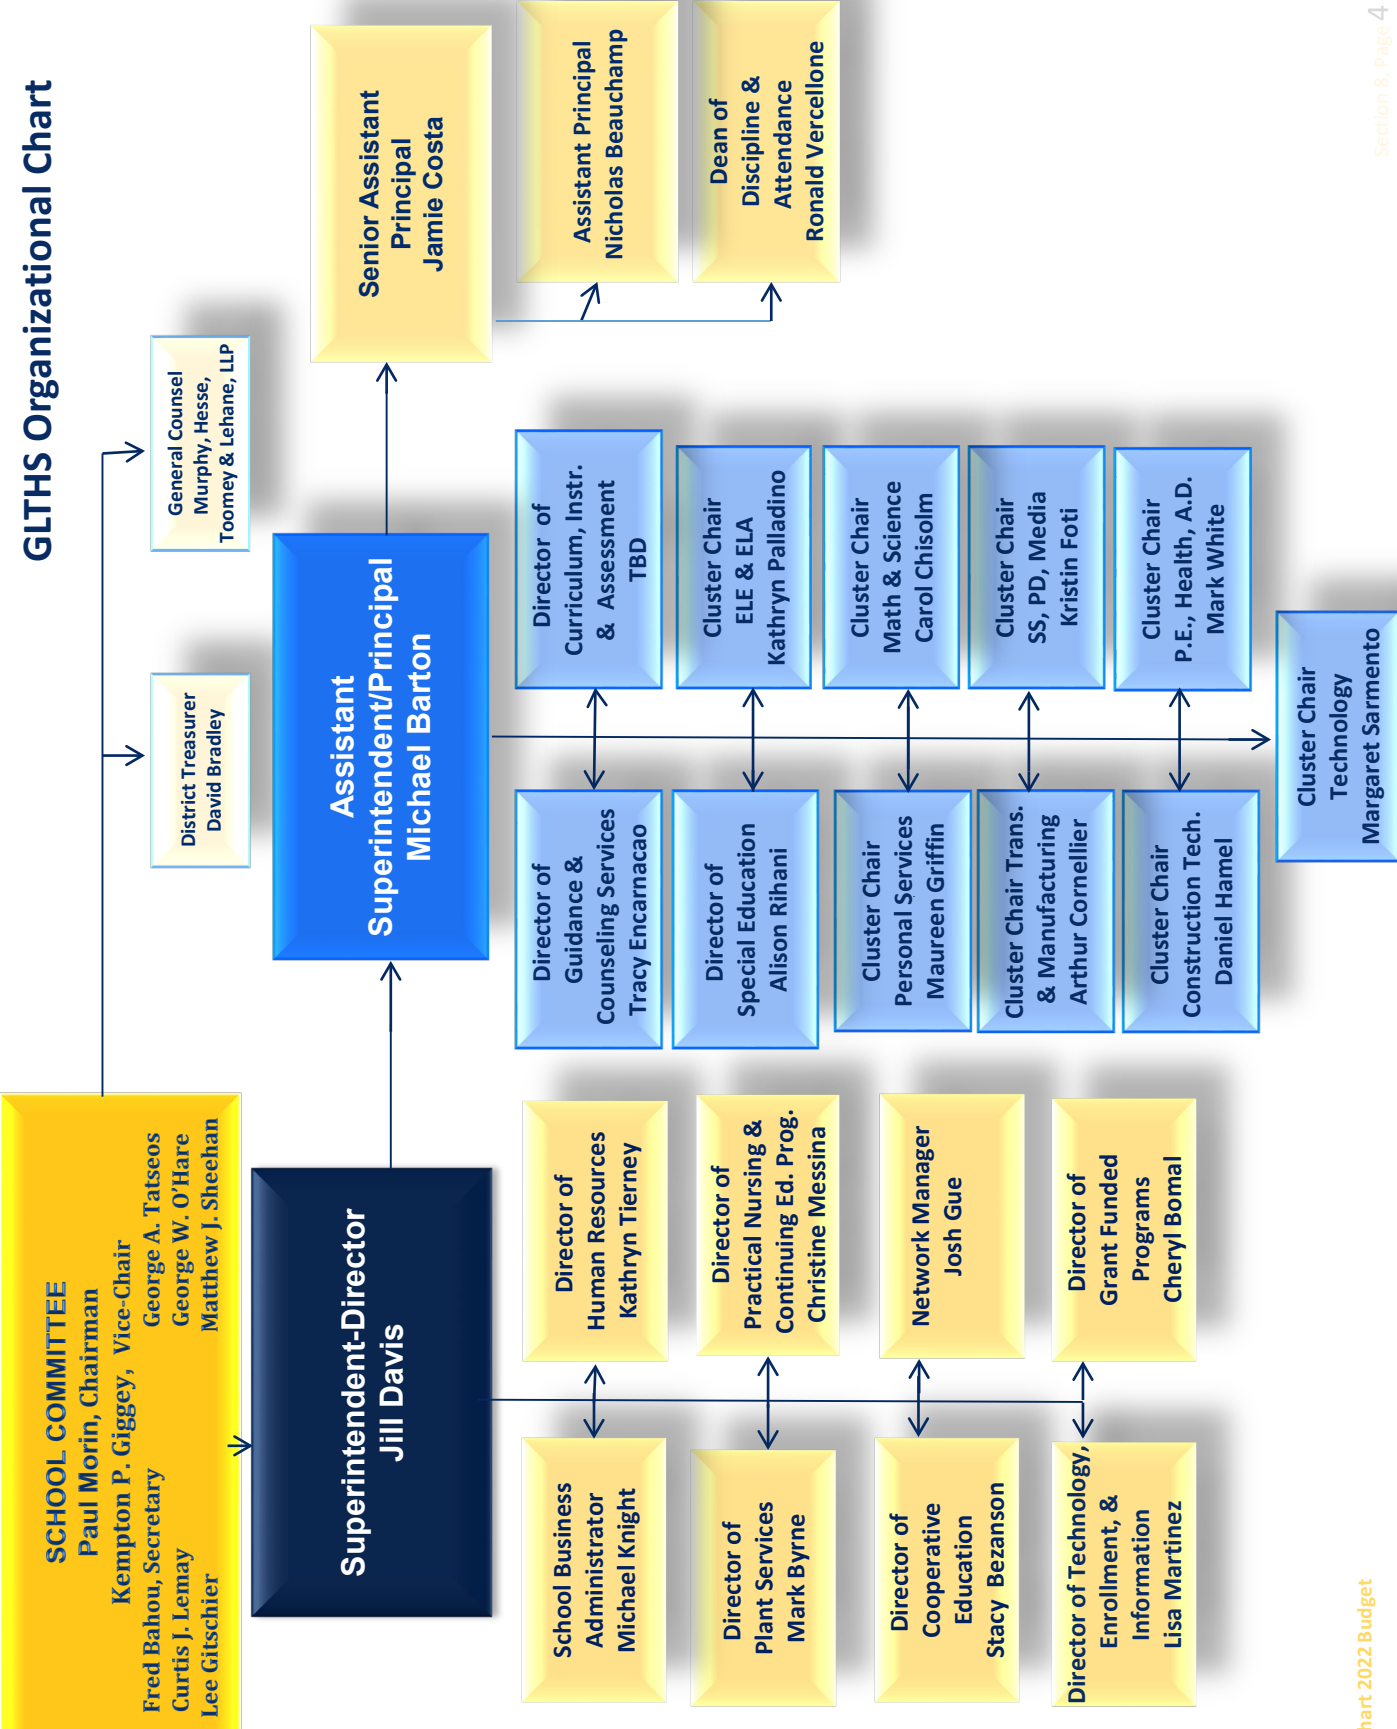 GLTHS Organizational Chart
SCHOOL COMMITTEE
Paul Morin, Chairman
Kempton P. Giggey, Vice-Chair
Fred Bahou, Secretary
Curtis J. Lemay
Lee Gitschier
George A. Tatseos
George W. O'Hare
Matthew J. Sheehan
District Treasurer
David Bradley
General Counsel
Murphy, Hesse,
Toomey & Lehane, LLP
Superintendent-Director
Jill Davis
Assistant
Superintendent/Principal
Michael Barton
Senior Assistant
Principal
Jamie Costa
School Business
Administrator
Michael Knight
Director of
Human Resources
Kathryn Tierney
Director of
Plant Services
Mark Byrne
Director of
Practical Nursing &
Continuing Ed. Prog.
Christine Messina
Director of
Cooperative
Education
Stacy Bezanson
Network Manager
Josh Gue
Director of Technology,
Enrollment, &
Information
Lisa Martinez
Director of
Grant Funded
Programs
Cheryl Bomal
Director of
Guidance &
Counseling Services
Tracy Encarnacao
Director of
Curriculum, Instr.
& Assessment
TBD
Director of
Special Education
Alison Rihani
Cluster Chair
ELE & ELA
Kathryn Palladino
Cluster Chair
Personal Services
Maureen Griffin
Cluster Chair
Math & Science
Carol Chisolm
Cluster Chair Trans.
& Manufacturing
Arthur Cornellier
Cluster Chair
SS, PD, Media
Kristin Foti
Cluster Chair
Construction Tech.
Daniel Hamel
Cluster Chair
P.E., Health, A.D.
Mark White
Cluster Chair
Technology
Margaret Sarmento
Assistant Principal
Nicholas Beauchamp
Dean of
Discipline &
Attendance
Ronald Vercellone
hart 2022 Budget
Section 8, Page 4